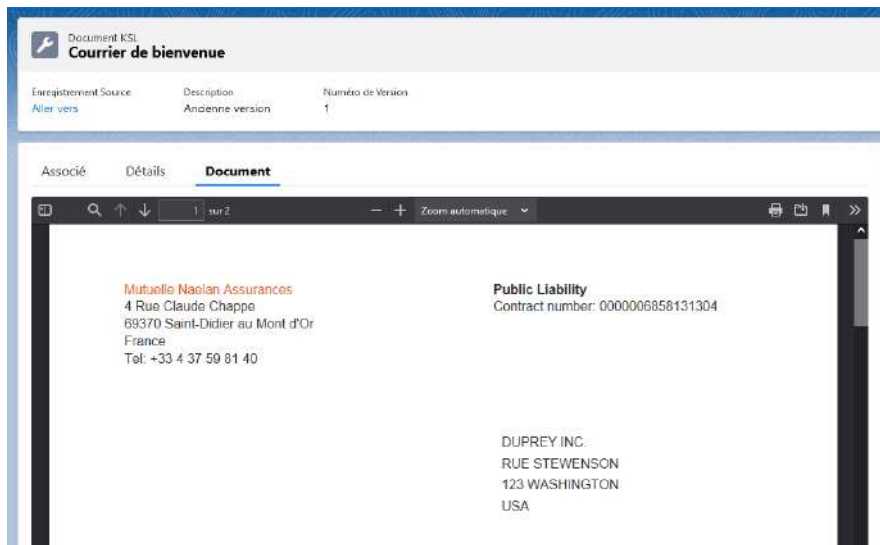 Document KSL
Courrier de bienvenue
Enregistrement Source Description Numéro de Version
Aller vers Ancienne version 1
Associé Détails Document
1 sur 2 Zoom automatique
Mutuelle Naelan Assurances
4 Rue Claude Chappe
69370 Saint-Didier au Mont d'Or
France
Tel: +33 4 37 59 81 40
Public Liability
Contract number: 0000006858131304
DUPREY INC.
RUE STEWENSON
123 WASHINGTON
USA